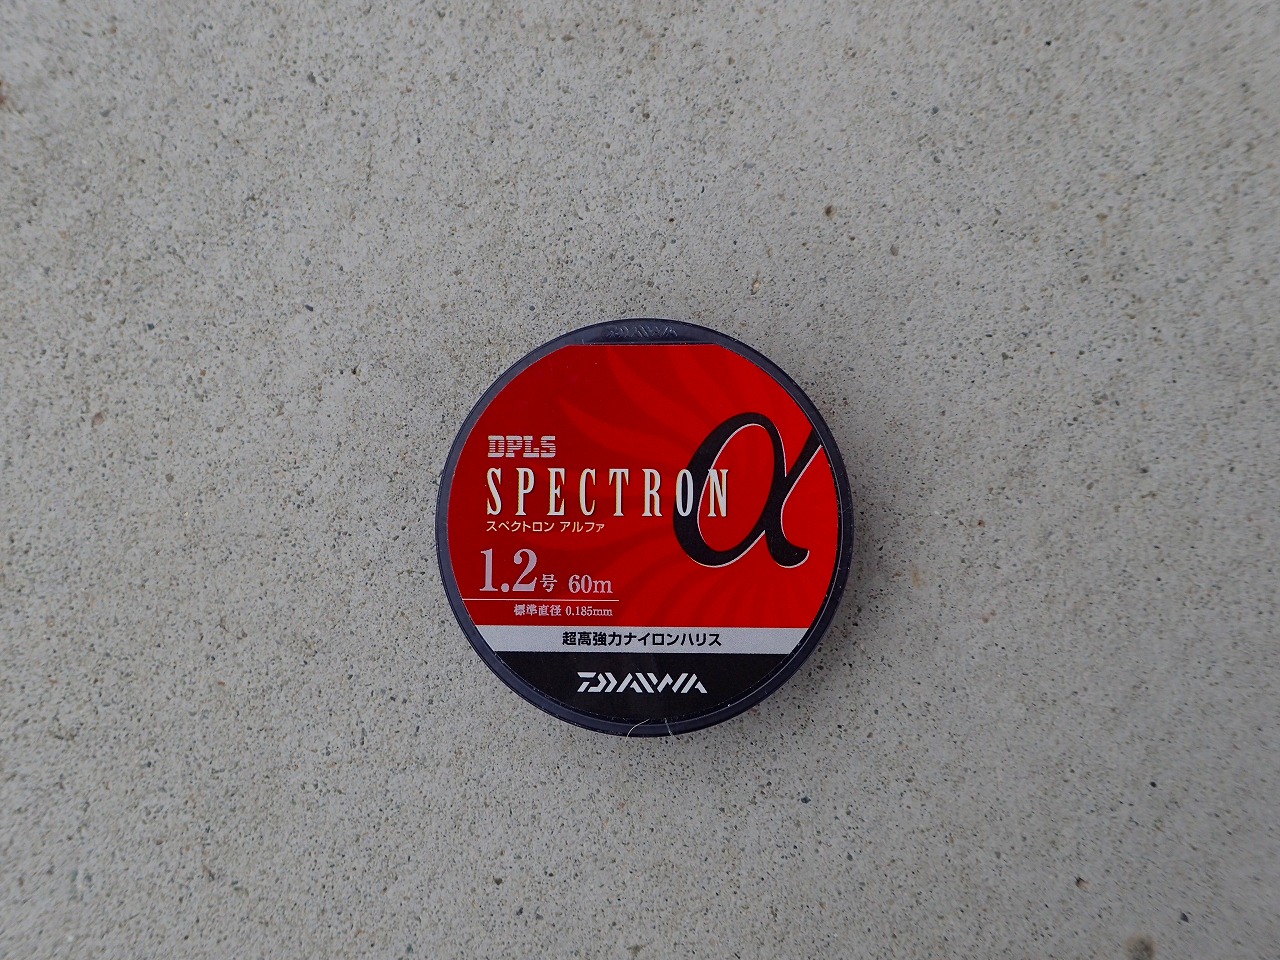 DAIWA
DPLS
SPECTRON α
スペクトロン アルファ
1.2号 60m
標準直径 0.185mm
超高強力ナイロンハリス
DAIWA